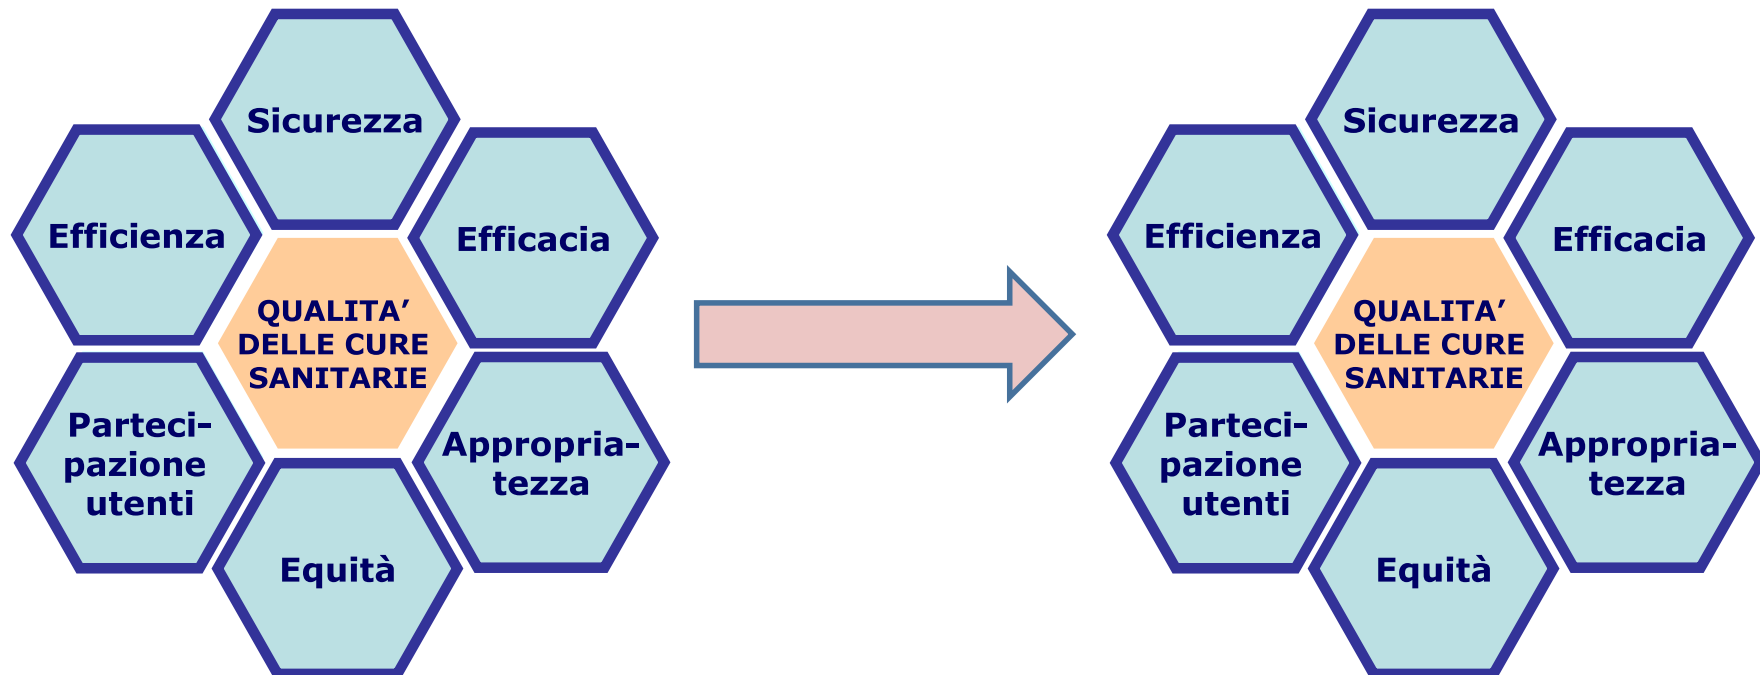 Sicurezza
Efficienza
Efficacia
QUALITA’
DELLE CURE
SANITARIE
Parteci-
pazione
utenti
Appropria-
tezza
Equità
Sicurezza
Efficienza
Efficacia
QUALITA’
DELLE CURE
SANITARIE
Parteci-
pazione
utenti
Appropria-
tezza
Equità